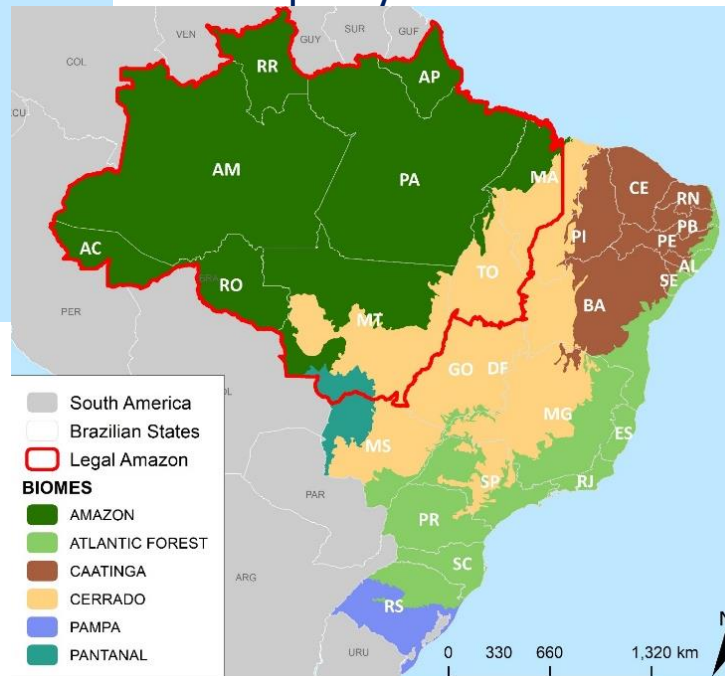 VEN
GUY
SUR
GUF
COL
RR
AP
CU
AM
PA
MA
CE
RN
PB
PI
PE
AL
SE
AC
RO
TO
BA
PER
MT
GO
DF
MG
ES
MS
SP
RJ
PAR
PR
SC
ARG
RS
URU
South America
Brazilian States
Legal Amazon
BIOMES
AMAZON
ATLANTIC FOREST
CAATINGA
CERRADO
PAMPA
PANTANAL
N
0 330 660 1,320 km